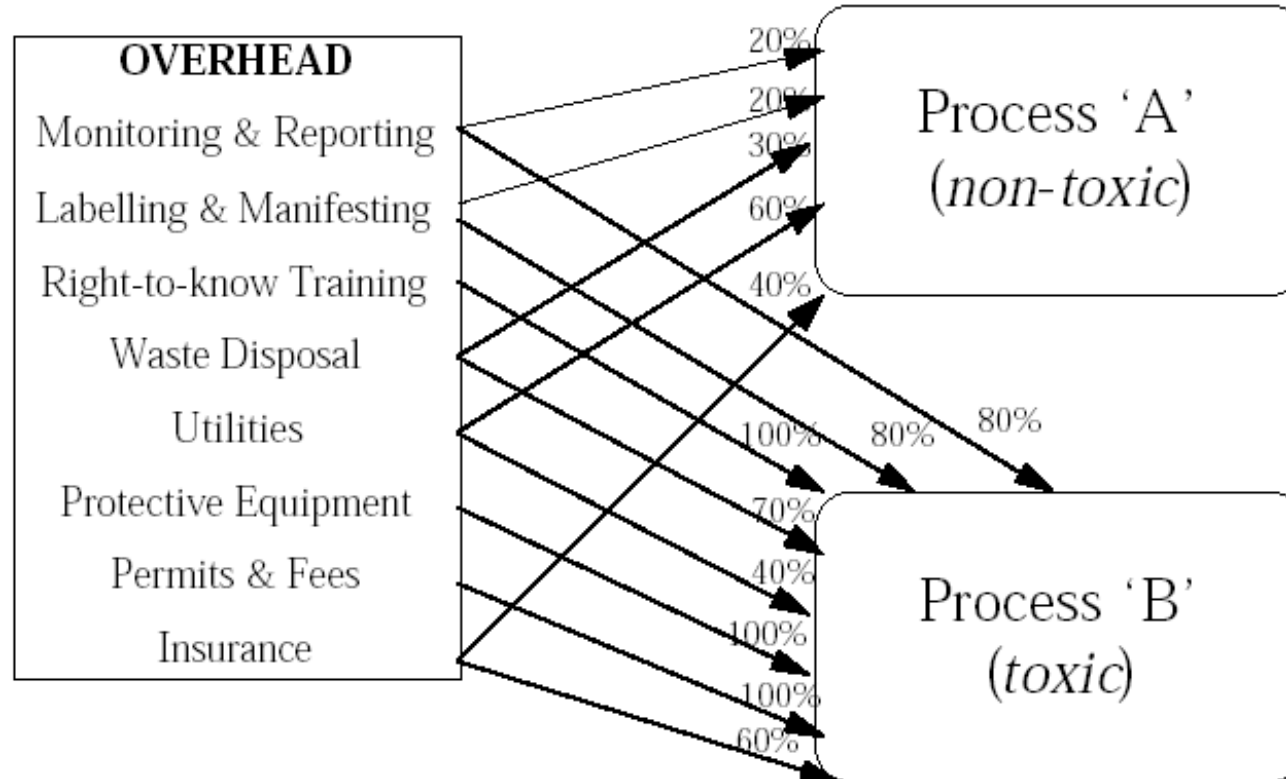 OVERHEAD
Monitoring & Reporting
Labelling & Manifesting
Right-to-know Training
Waste Disposal
Utilities
Protective Equipment
Permits & Fees
Insurance
20%
20%
30%
60%
40%
Process ‘A’
(non-toxic)
100%
80%
80%
70%
40%
100%
100%
60%
Process ‘B’
(toxic)